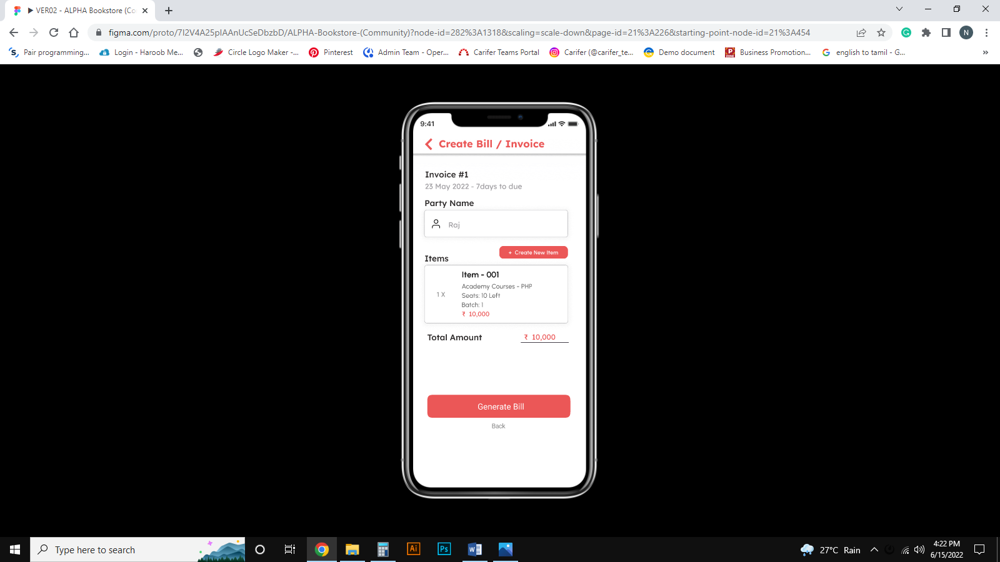 VER02 - ALPHA Bookstore (Co
figma.com/proto/7I2V4A25pIAAnUcSeDbzbD/ALPHA-Bookstore-(Community)?node-id=282%3A1318&scaling=scale-down&page-id=21%3A226&starting-point-node-id=21%3A454
N
Pair programming...
Login - Haroob Me...
Circle Logo Maker -...
Pinterest
Admin Team - Oper...
Carifer Teams Portal
Carifer (@carifer_te...
Demo document
Business Promotion...
english to tamil - G...
9:41
Create Bill / Invoice
Invoice #1
23 May 2022 - 7days to due
Party Name
Raj
+ Create New Item
Items
Item - 001
Academy Courses - PHP
1 X
Seats: 10 Left
Batch: 1
₹ 10,000
Total Amount ₹ 10,000
Generate Bill
Back
Type here to search
Ai
Ps
27°C Rain
4:22 PM
6/15/2022